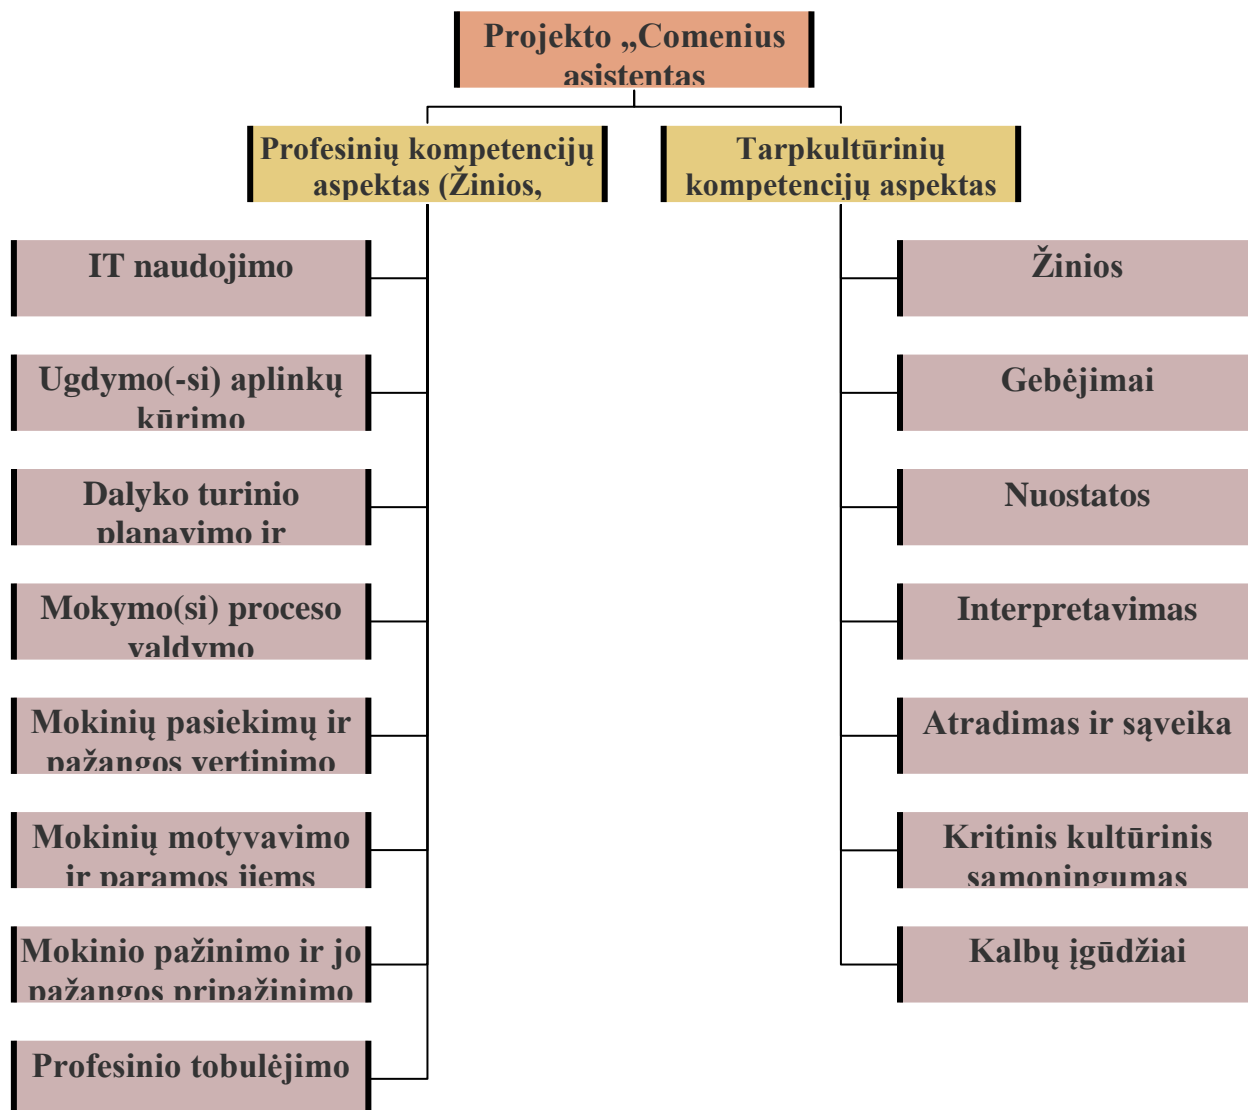 Projekto „Comenius
asistentas
Profesinių kompetencijų
aspektas (Žinios,
Tarpkultūrinių
kompetencijų aspektas
IT naudojimo
Ugdymo(-si) aplinkų
kūrimo
Dalyko turinio
planavimo ir
Mokymo(si) proceso
valdymo
Mokinių pasiekimų ir
pažangos vertinimo
Mokinių motyvavimo
ir paramos jiems
Mokinio pažinimo ir jo
pažangos pripažinimo
Profesinio tobulėjimo
Žinios
Gebėjimai
Nuostatos
Interpretavimas
Atradimas ir sąveika
Kritinis kultūrinis
sąmoningumas
Kalbų įgūdžiai